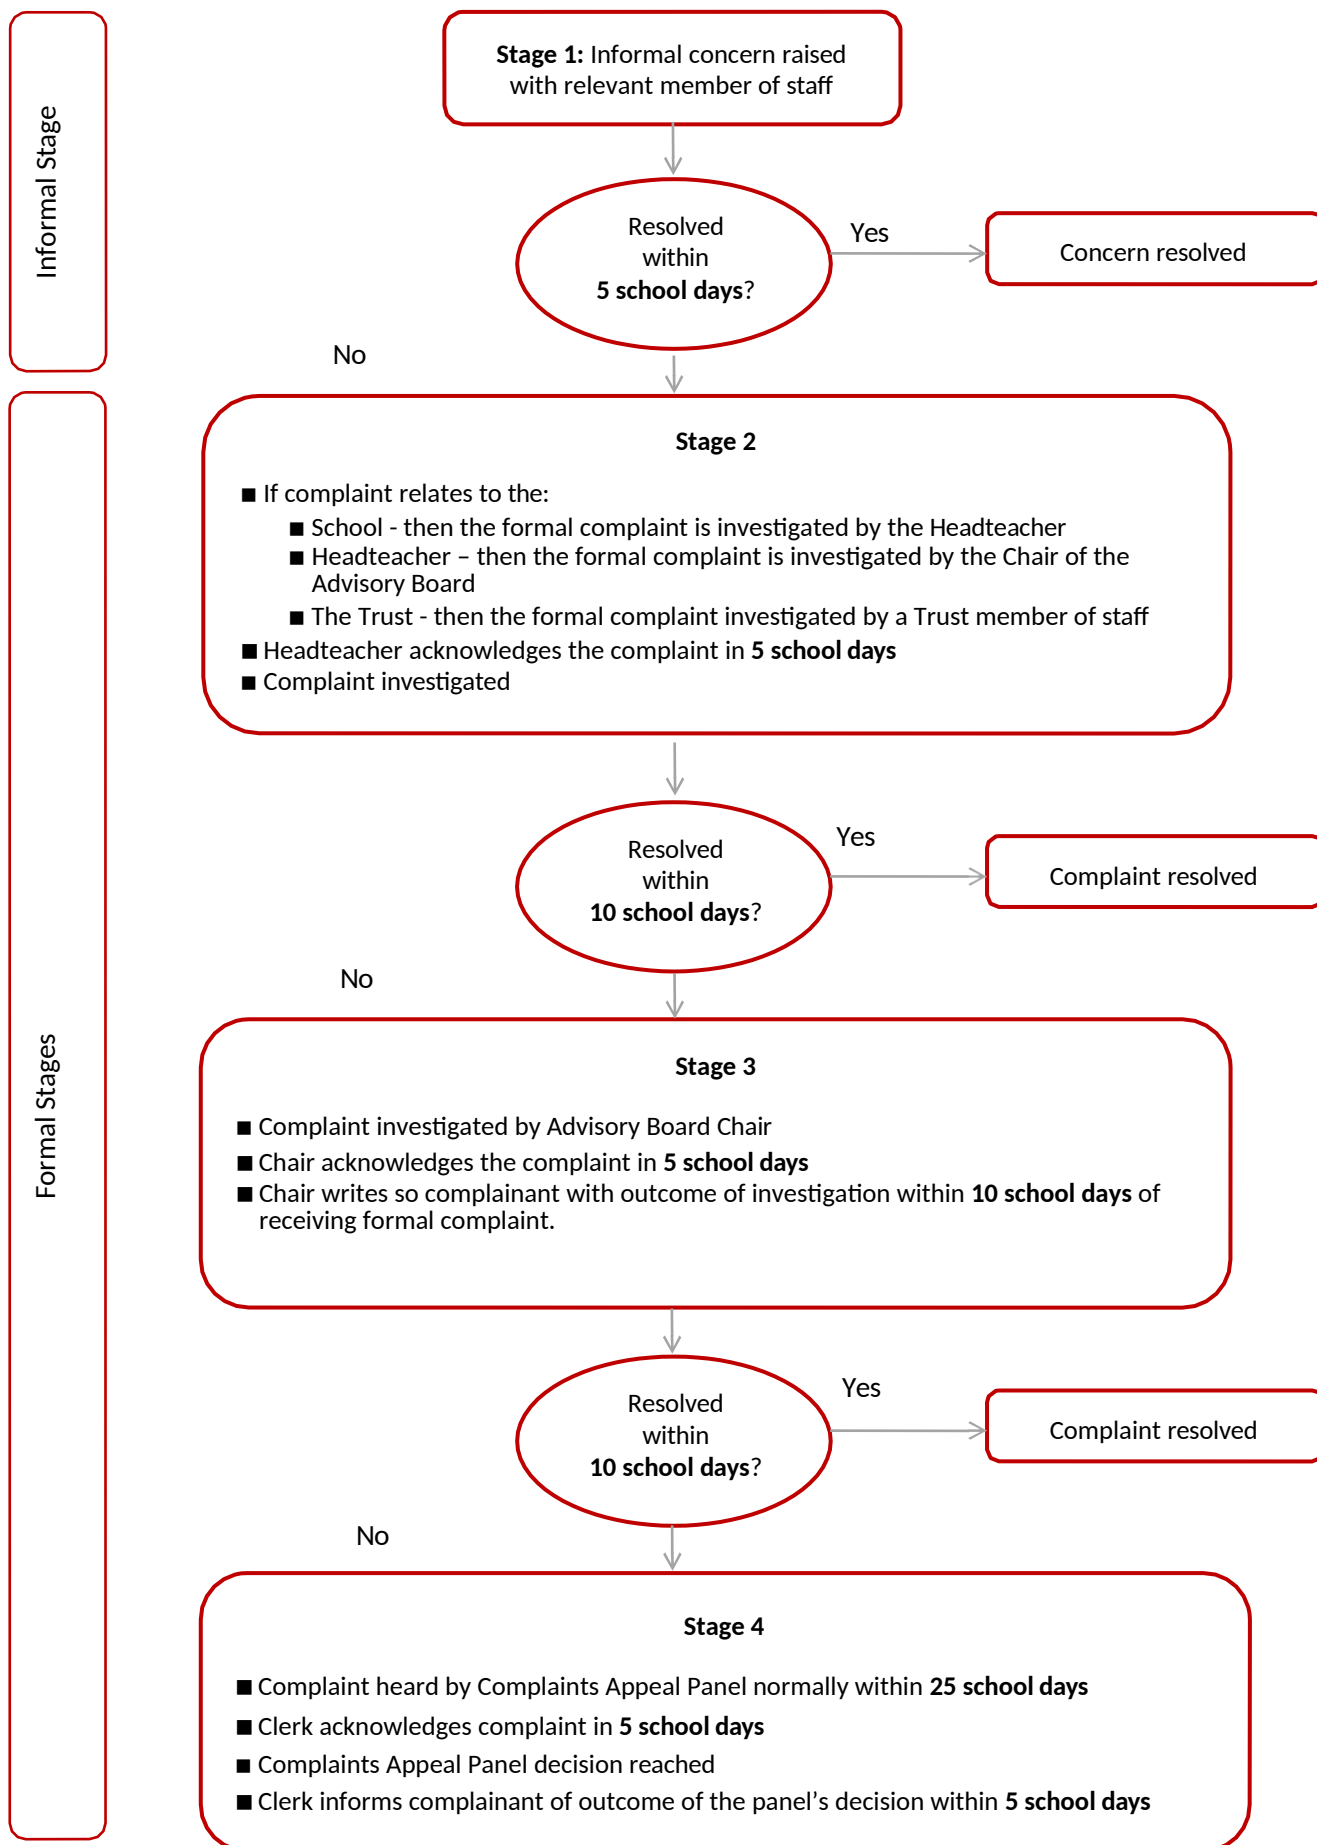 Informal Stage
Stage 1: Informal concern raised
with relevant member of staff
Resolved
within
5 school days?
Yes
Concern resolved
No
Formal Stages
Stage 2
■ If complaint relates to the:
■ School - then the formal complaint is investigated by the Headteacher
■ Headteacher – then the formal complaint is investigated by the Chair of the
Advisory Board
■ The Trust - then the formal complaint investigated by a Trust member of staff
■ Headteacher acknowledges the complaint in 5 school days
■ Complaint investigated
Resolved
within
10 school days?
Yes
Complaint resolved
No
Stage 3
■ Complaint investigated by Advisory Board Chair
■ Chair acknowledges the complaint in 5 school days
■ Chair writes so complainant with outcome of investigation within 10 school days of
receiving formal complaint.
Resolved
within
10 school days?
Yes
Complaint resolved
No
Stage 4
■ Complaint heard by Complaints Appeal Panel normally within 25 school days
■ Clerk acknowledges complaint in 5 school days
■ Complaints Appeal Panel decision reached
■ Clerk informs complainant of outcome of the panel’s decision within 5 school days